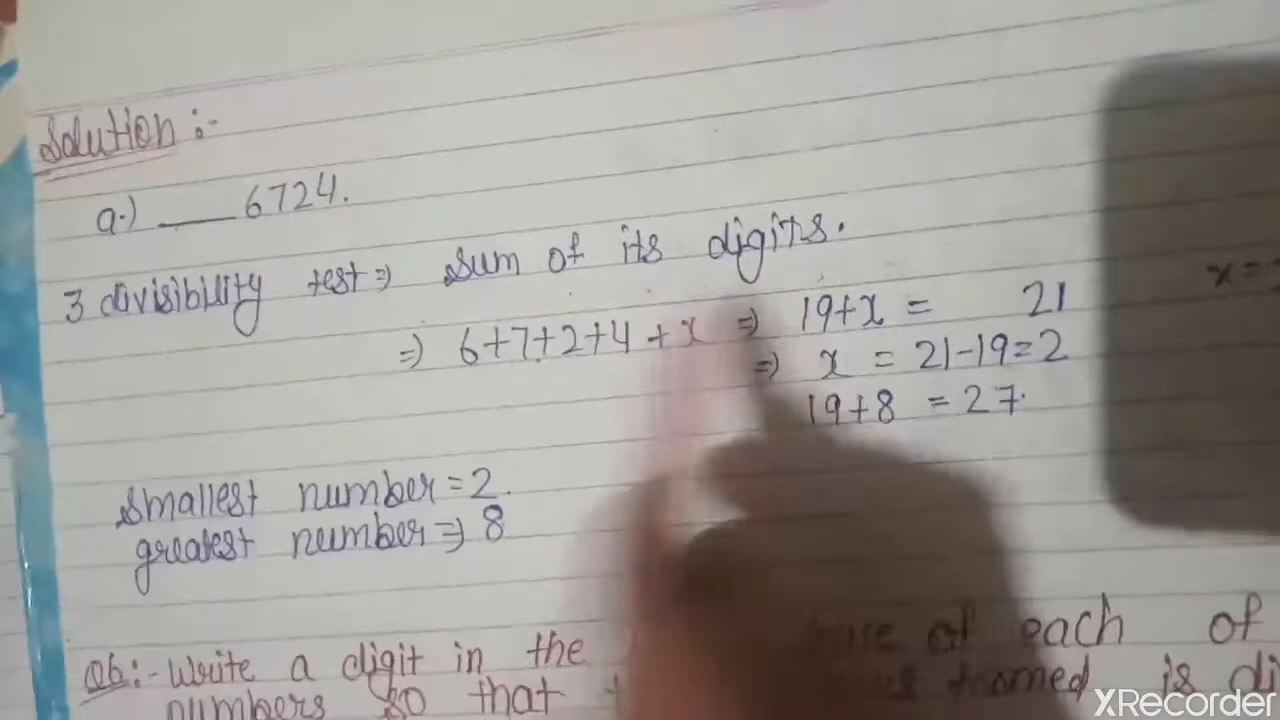 Solution :-
a.) ___ 6724.
3 divisibility test ⇒ sum of its digits.
⇒ 6+7+2+4+x ⇒ 19+x = 21
⇒ x = 21-19=2
19+8 = 27.
x =
smallest number = 2.
greatest number ⇒ 8
Q6:- Write a digit in the of each of
numbers so that formed is di
XRecorder